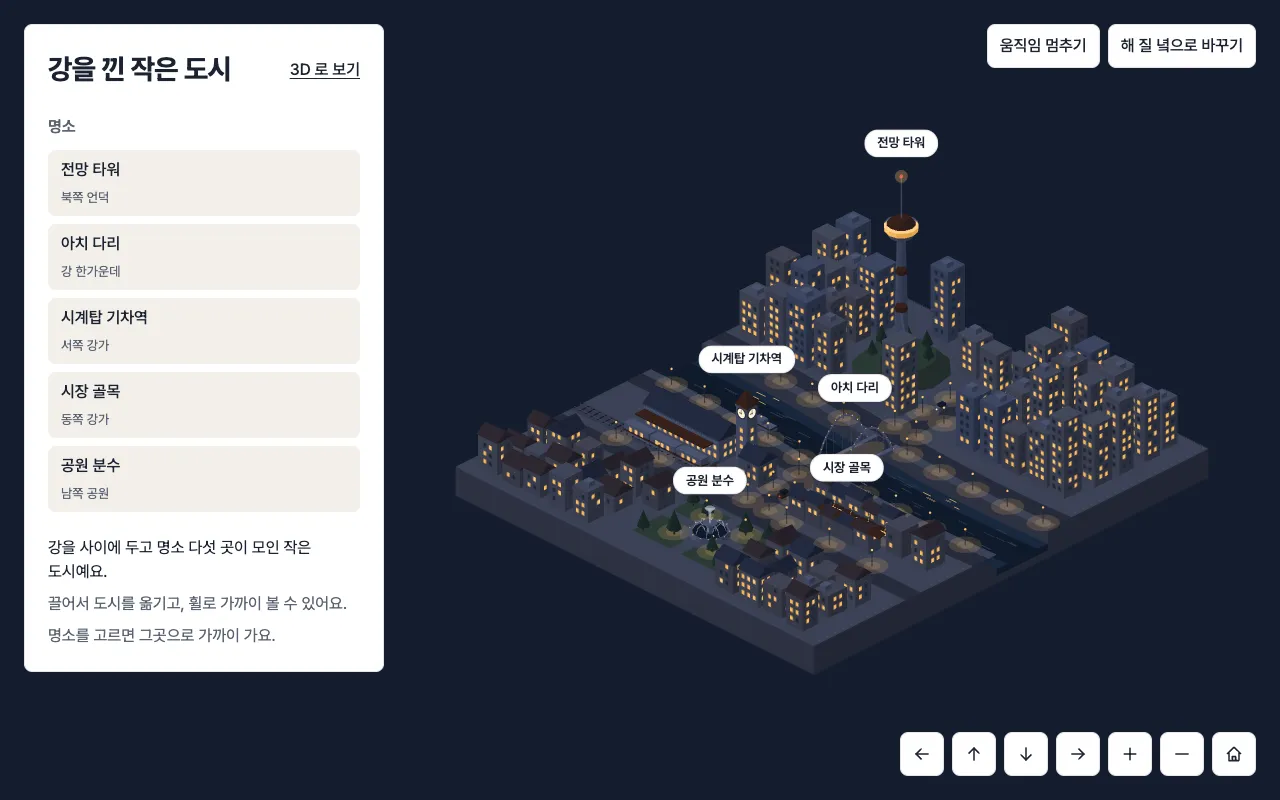 강을 낀 작은 도시
3D 로 보기
명소
전망 타워
북쪽 언덕
아치 다리
강 한가운데
시계탑 기차역
서쪽 강가
시장 골목
동쪽 강가
공원 분수
남쪽 공원
강을 사이에 두고 명소 다섯 곳이 모인 작은
도시예요.
끌어서 도시를 옮기고, 휠로 가까이 볼 수 있어요.
명소를 고르면 그곳으로 가까이 가요.
움직임 멈추기
해 질 녘으로 바꾸기
전망 타워
시계탑 기차역
아치 다리
시장 골목
공원 분수